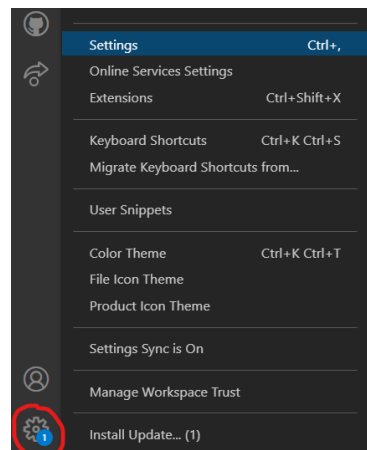 Settings Ctrl+,
Online Services Settings
Extensions Ctrl+Shift+X
Keyboard Shortcuts Ctrl+K Ctrl+S
Migrate Keyboard Shortcuts from...
User Snippets
Color Theme Ctrl+K Ctrl+T
File Icon Theme
Product Icon Theme
Settings Sync is On
Manage Workspace Trust
1
Install Update... (1)